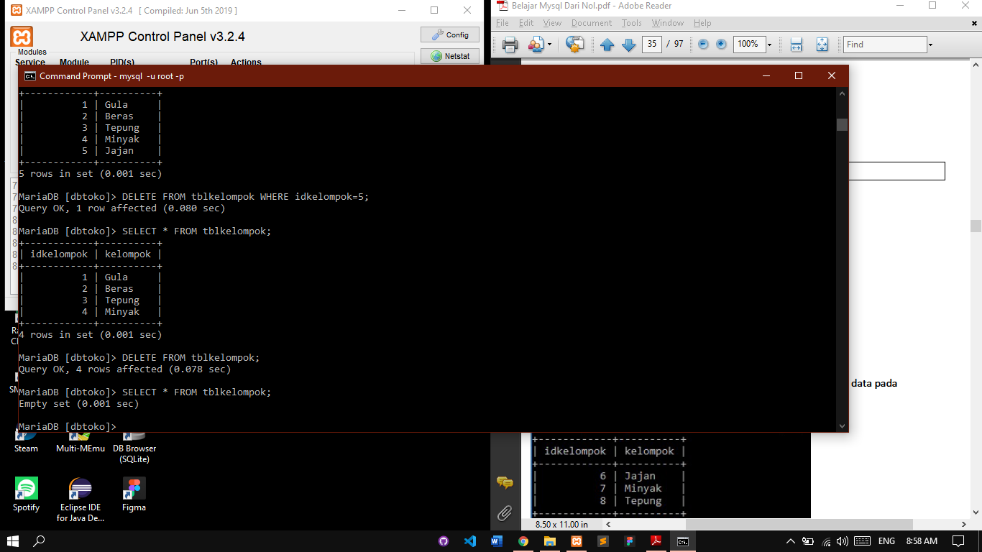 XAMPP Control Panel v3.2.4 [ Compiled: Jun 5th 2019 ]
XAMPP Control Panel v3.2.4
Config
Netstat
Modules
Service Module PID(s) Port(s) Actions
Belajar Mysql Dari Nol.pdf - Adobe Reader
File Edit View Document Tools Window Help
35 / 97 100% Find
Command Prompt - mysql -u root -p
+------------+----------+
| 1 | Gula |
| 2 | Beras |
| 3 | Tepung |
| 4 | Minyak |
| 5 | Jajan |
+------------+----------+
5 rows in set (0.001 sec)
MariaDB [dbtoko]> DELETE FROM tblkelompok WHERE idkelompok=5;
Query OK, 1 row affected (0.080 sec)
MariaDB [dbtoko]> SELECT * FROM tblkelompok;
+------------+----------+
| idkelompok | kelompok |
+------------+----------+
| 1 | Gula |
| 2 | Beras |
| 3 | Tepung |
| 4 | Minyak |
+------------+----------+
4 rows in set (0.001 sec)
MariaDB [dbtoko]> DELETE FROM tblkelompok;
Query OK, 4 rows affected (0.078 sec)
MariaDB [dbtoko]> SELECT * FROM tblkelompok;
Empty set (0.001 sec)
MariaDB [dbtoko]>
data pada
+------------+----------+
| idkelompok | kelompok |
+------------+----------+
| 6 | Jajan |
| 7 | Minyak |
| 8 | Tepung |
+------------+----------+
8.50 x 11.00 in
Steam Multi-MEmu DB Browser
(SQLite)
Spotify Eclipse IDE Figma
for Java De...
ENG 8:58 AM